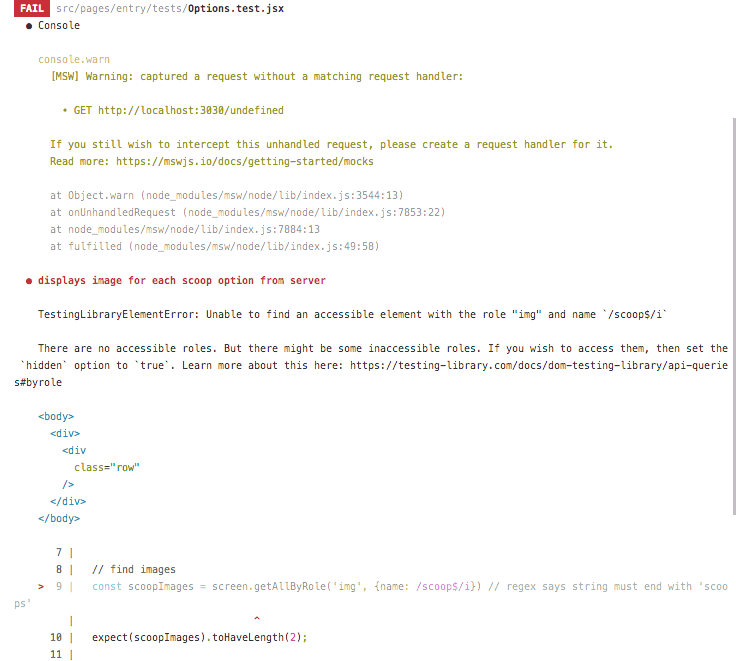 FAIL src/pages/entry/tests/Options.test.jsx
● Console
console.warn
[MSW] Warning: captured a request without a matching request handler:
• GET http://localhost:3030/undefined
If you still wish to intercept this unhandled request, please create a request handler for it.
Read more: https://mswjs.io/docs/getting-started/mocks
at Object.warn (node_modules/msw/node/lib/index.js:3544:13)
at onUnhandledRequest (node_modules/msw/node/lib/index.js:7853:22)
at node_modules/msw/node/lib/index.js:7884:13
at fulfilled (node_modules/msw/node/lib/index.js:49:58)
● displays image for each scoop option from server
TestingLibraryElementError: Unable to find an accessible element with the role "img" and name `/scoop$/i`
There are no accessible roles. But there might be some inaccessible roles. If you wish to access them, then set the
`hidden` option to `true`. Learn more about this here: https://testing-library.com/docs/dom-testing-library/api-querie
s#byrole
<body>
<div>
<div
class="row"
/>
</div>
</body>
7 |
8 | // find images
> 9 | const scoopImages = screen.getAllByRole('img', {name: /scoop$/i}) // regex says string must end with 'scoo
ps'
| ^
10 | expect(scoopImages).toHaveLength(2);
11 |